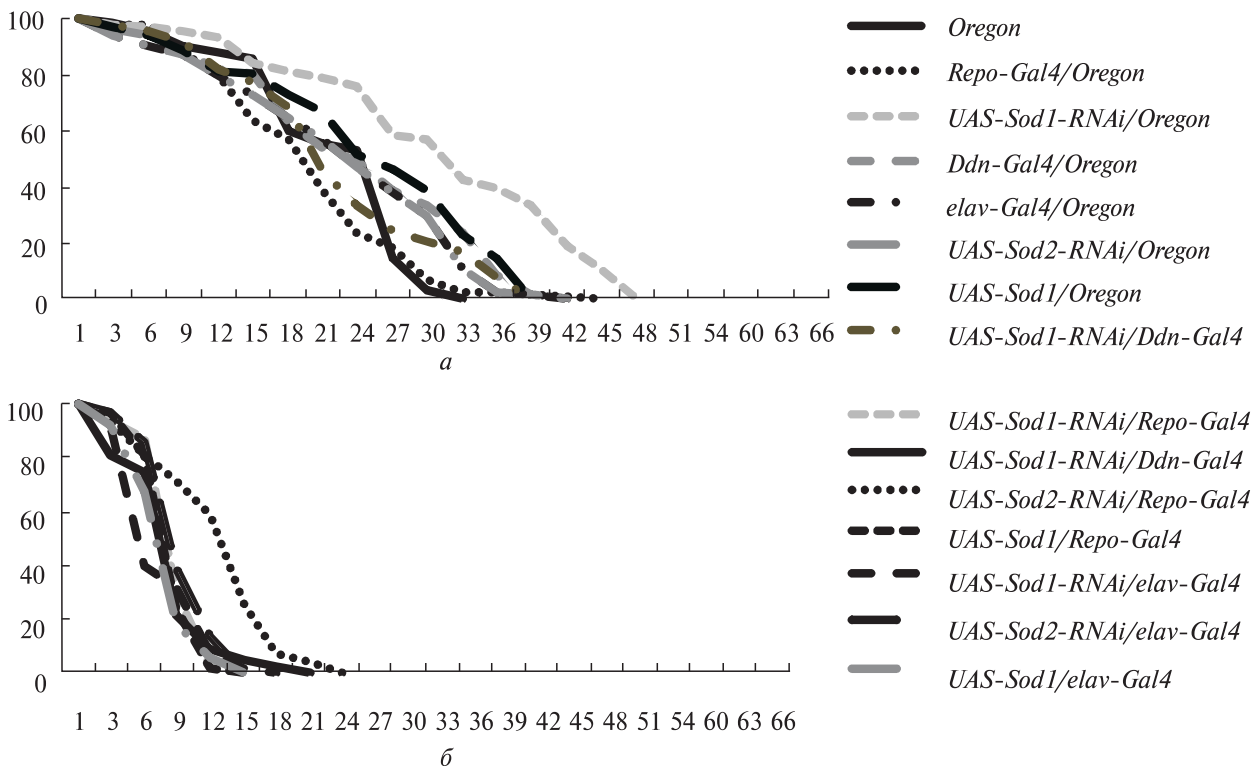 100
80
60
40
20
0
1 3 6 9 12 15 18 21 24 27 30 33 36 39 42 48 51 54 60 63 66
а
Oregon
Repo-Gal4/Oregon
UAS-Sod1-RNAi/Oregon
Ddn-Gal4/Oregon
elav-Gal4/Oregon
UAS-Sod2-RNAi/Oregon
UAS-Sod1/Oregon
UAS-Sod1-RNAi/Ddn-Gal4
100
80
60
40
20
0
1 3 6 9 12 15 18 21 24 27 30 33 36 39 42 48 51 54 60 63 66
б
UAS-Sod1-RNAi/Repo-Gal4
UAS-Sod1-RNAi/Ddn-Gal4
UAS-Sod2-RNAi/Repo-Gal4
UAS-Sod1/Repo-Gal4
UAS-Sod1-RNAi/elav-Gal4
UAS-Sod2-RNAi/elav-Gal4
UAS-Sod1/elav-Gal4